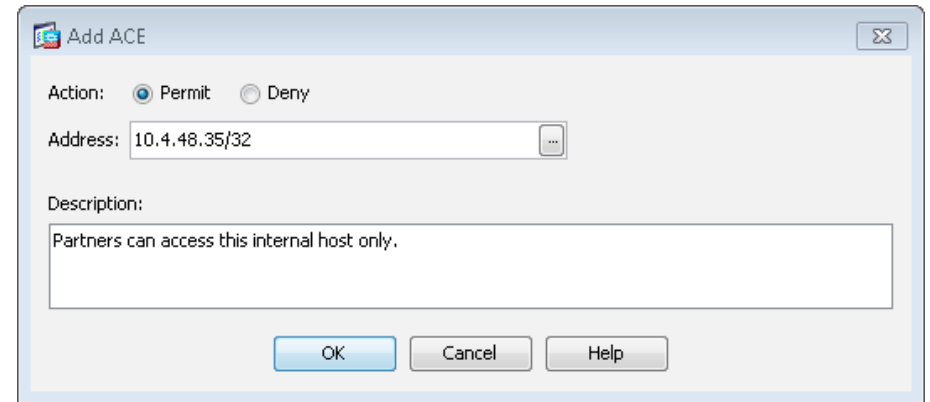 Add ACE
Action: Permit Deny
Address: 10.4.48.35/32 ...
Description:
Partners can access this internal host only.
OK Cancel Help